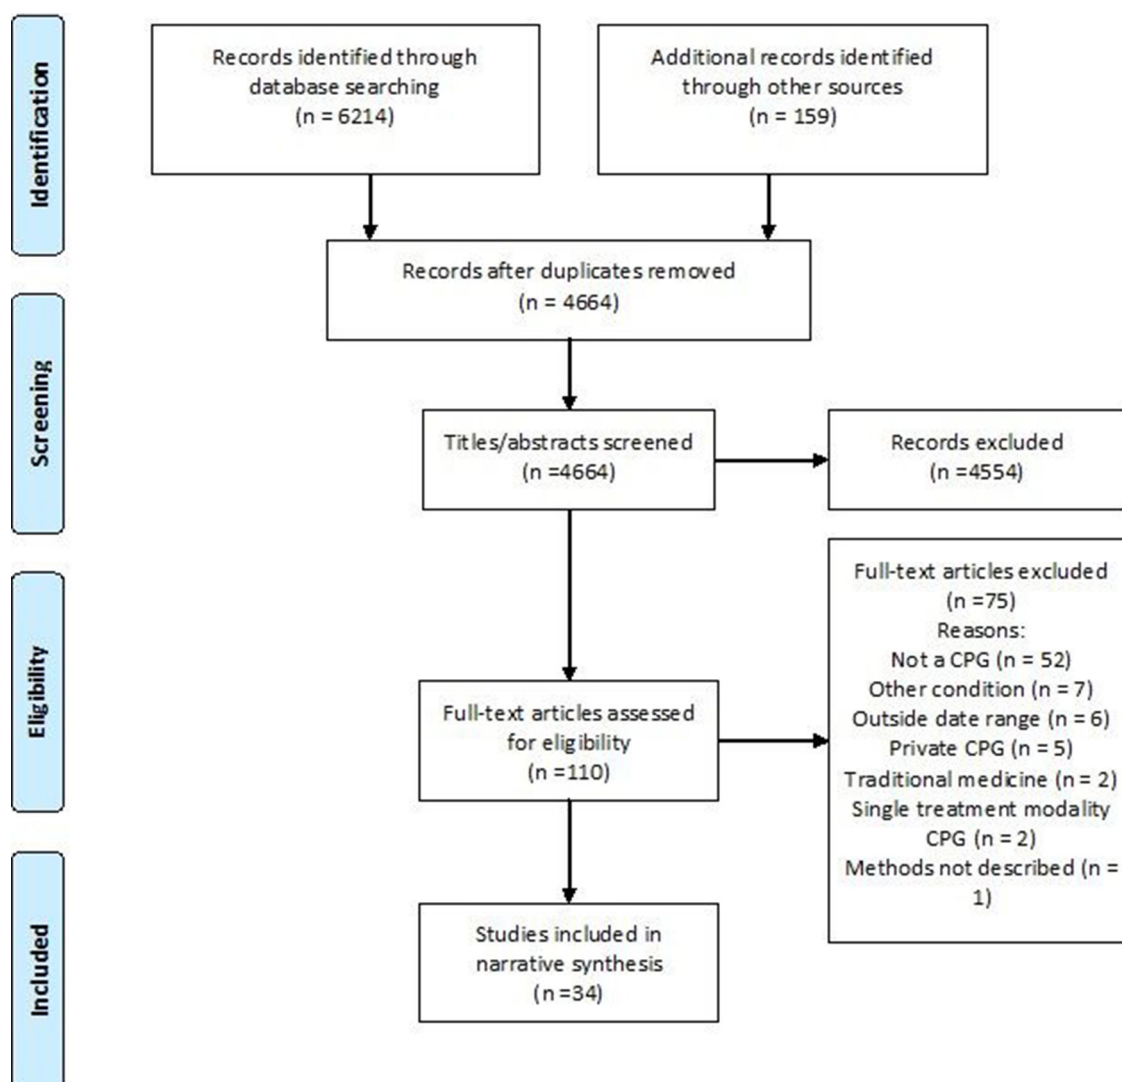 Identification
Records identified through
database searching
(n = 6214)
Additional records identified
through other sources
(n = 159)
Records after duplicates removed
(n = 4664)
Screening
Titles/abstracts screened
(n =4664)
Records excluded
(n =4554)
Eligibility
Full-text articles assessed
for eligibility
(n =110)
Full-text articles excluded
(n =75)
Reasons:
Not a CPG (n = 52)
Other condition (n = 7)
Outside date range (n = 6)
Private CPG (n = 5)
Traditional medicine (n = 2)
Single treatment modality
CPG (n = 2)
Methods not described (n =
1)
Included
Studies included in
narrative synthesis
(n =34)